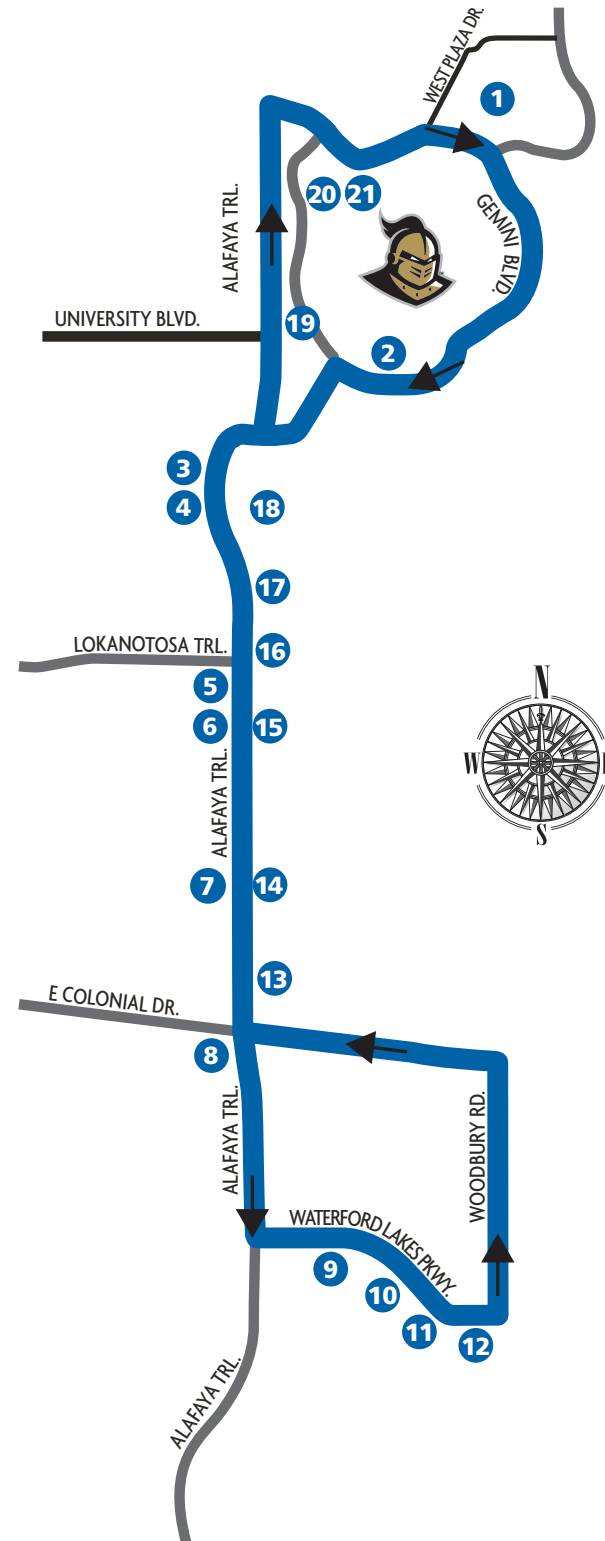 WEST PLAZA DR.
1
ALAFAYA TRL.
20 21
GEMINI BLVD.
UNIVERSITY BLVD.
19
2
3
4
18
17
LOKANOTOSA TRL.
16
5
6
15
ALAFAYA TRL.
7
14
N
W
S
13
E COLONIAL DR.
8
ALAFAYA TRL.
WOODBURY RD.
WATERFORD LAKES PKWY.
9
10
11
12
ALAFAYA TRL.